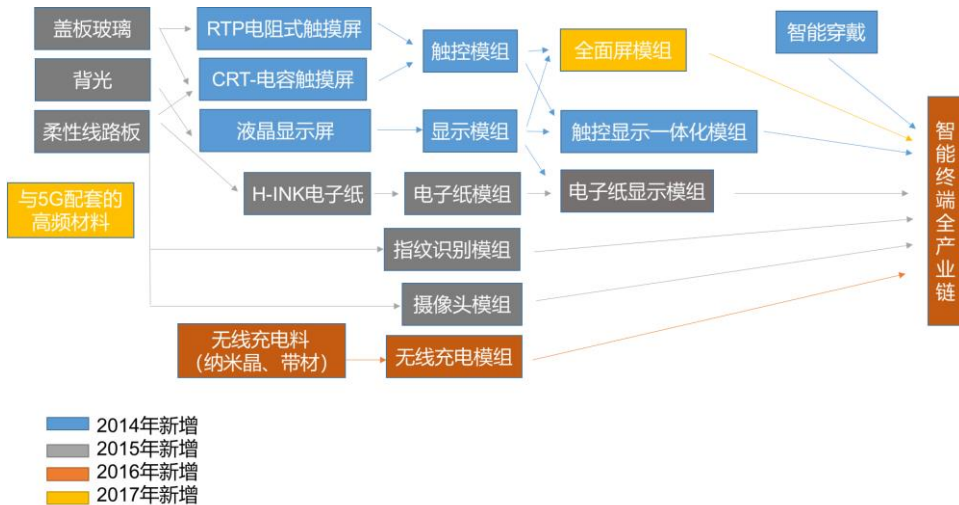 盖板玻璃
RTP电阻式触摸屏
触控模组
全面屏模组
智能穿戴
背光
CRT-电容触摸屏
柔性线路板
液晶显示屏
显示模组
触控显示一体化模组
与5G配套的
高频材料
H-INK电子纸
电子纸模组
电子纸显示模组
指纹识别模组
摄像头模组
无线充电料
（纳米晶、带材）
无线充电模组
智能终端全产业链
2014年新增
2015年新增
2016年新增
2017年新增